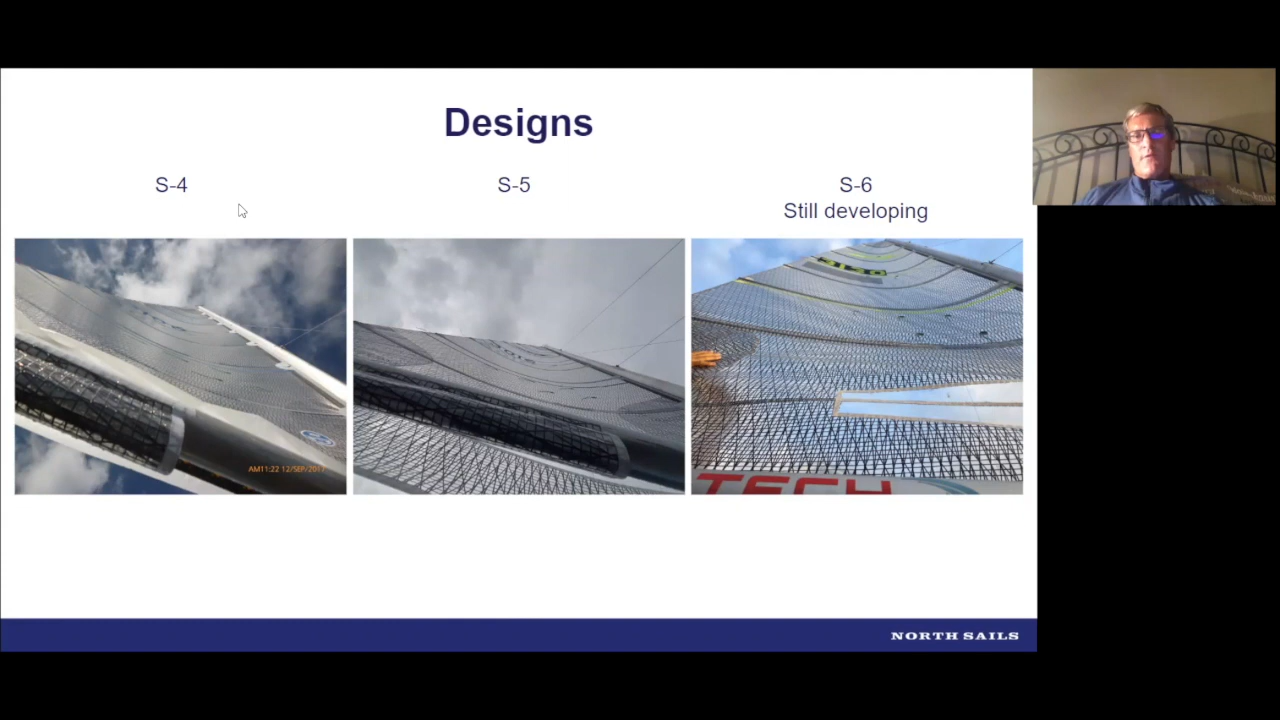 Designs
S-4
S-5
S-6
Still developing
AM11:22 12/SEP/2017
TECH
NORTH SAILS